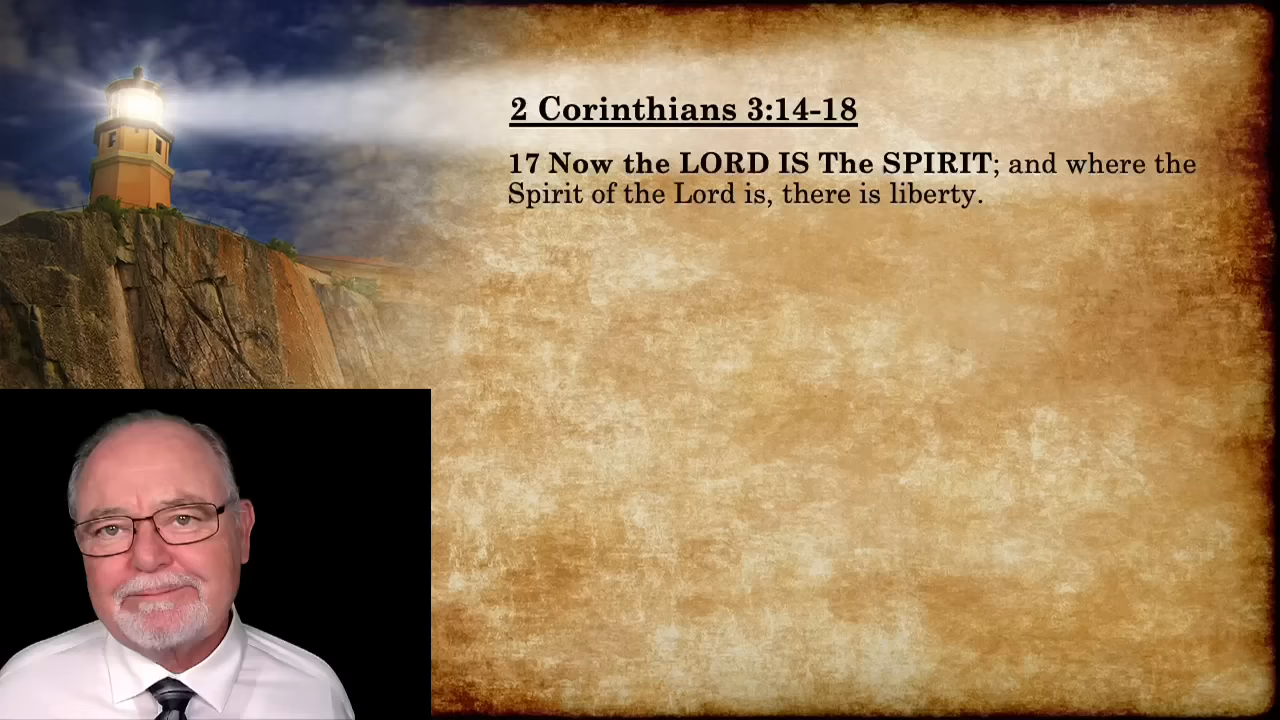 2 Corinthians 3:14-18
17 Now the LORD IS The SPIRIT; and where the
Spirit of the Lord is, there is liberty.